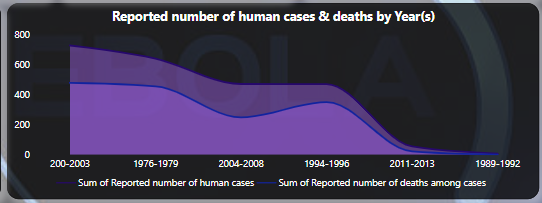 Reported number of human cases & deaths by Year(s)
800
600
400
200
0
200-2003 1976-1979 2004-2008 1994-1996 2011-2013 1989-1992
Sum of Reported number of human cases Sum of Reported number of deaths among cases
EBOLA